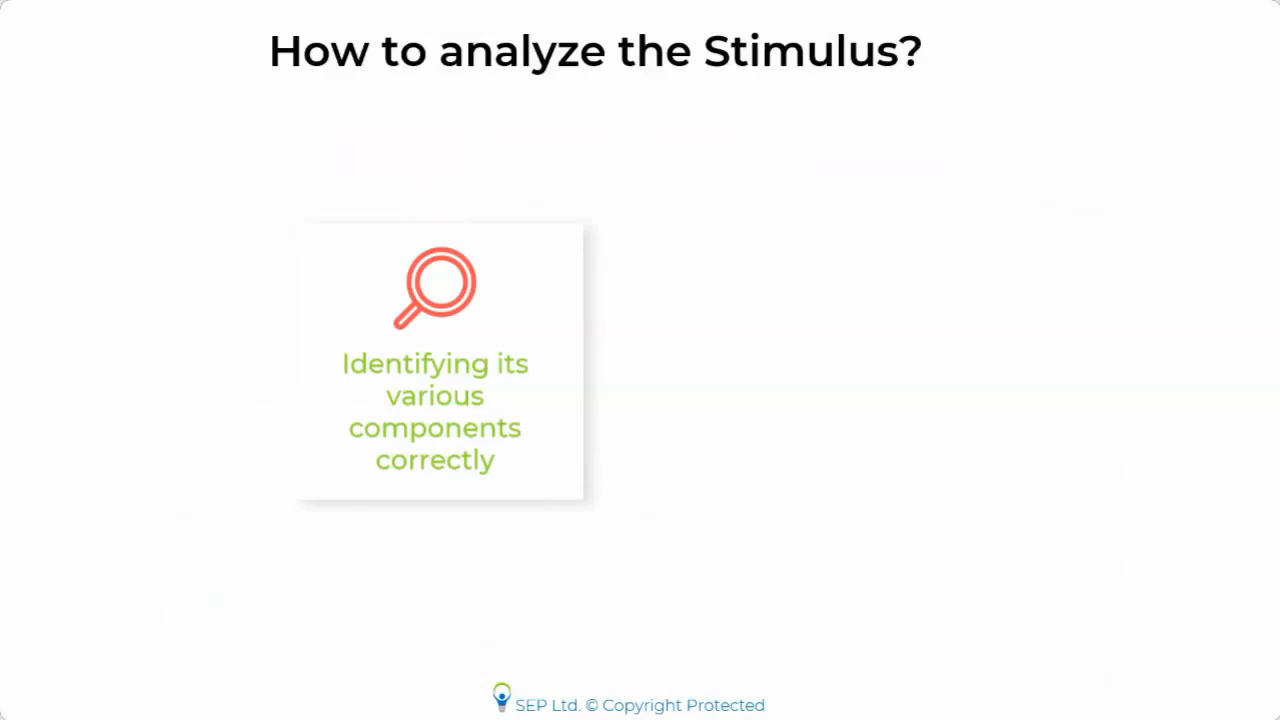 How to analyze the Stimulus?
Identifying its
various
components
correctly
SEP Ltd. © Copyright Protected